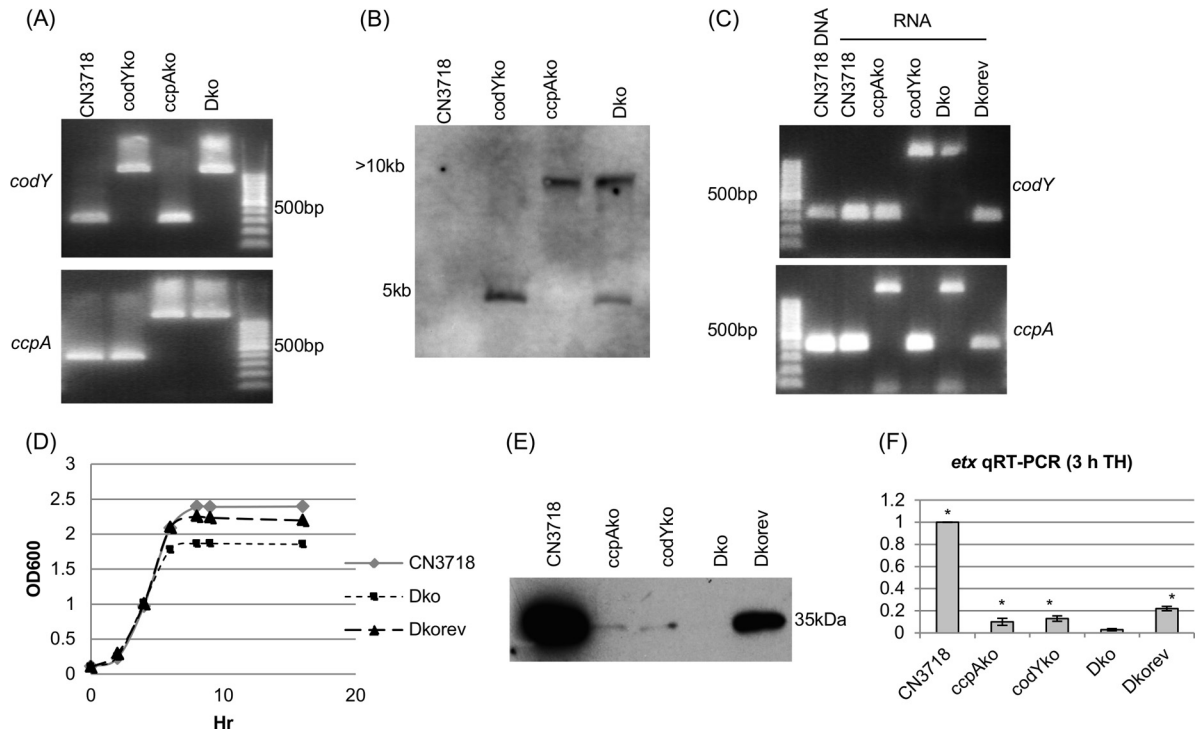 (A)
CN3718
codYko
ccpAko
Dko
codY
500bp
ccpA
500bp
(B)
CN3718
codYko
ccpAko
Dko
>10kb
5kb
(C)
RNA
CN3718 DNA
CN3718
ccpAko
codYko
Dko
Dkorev
500bp
codY
500bp
ccpA
(D)
3
2.5
2
1.5
1
0.5
0
OD600
0
10
20
Hr
CN3718
Dko
Dkorev
(E)
CN3718
ccpAko
codYko
Dko
Dkorev
35kDa
(F)
etx qRT-PCR (3 h TH)
1.2
1
0.8
0.6
0.4
0.2
0
*
*
*
*
CN3718
ccpAko
codYko
Dko
Dkorev